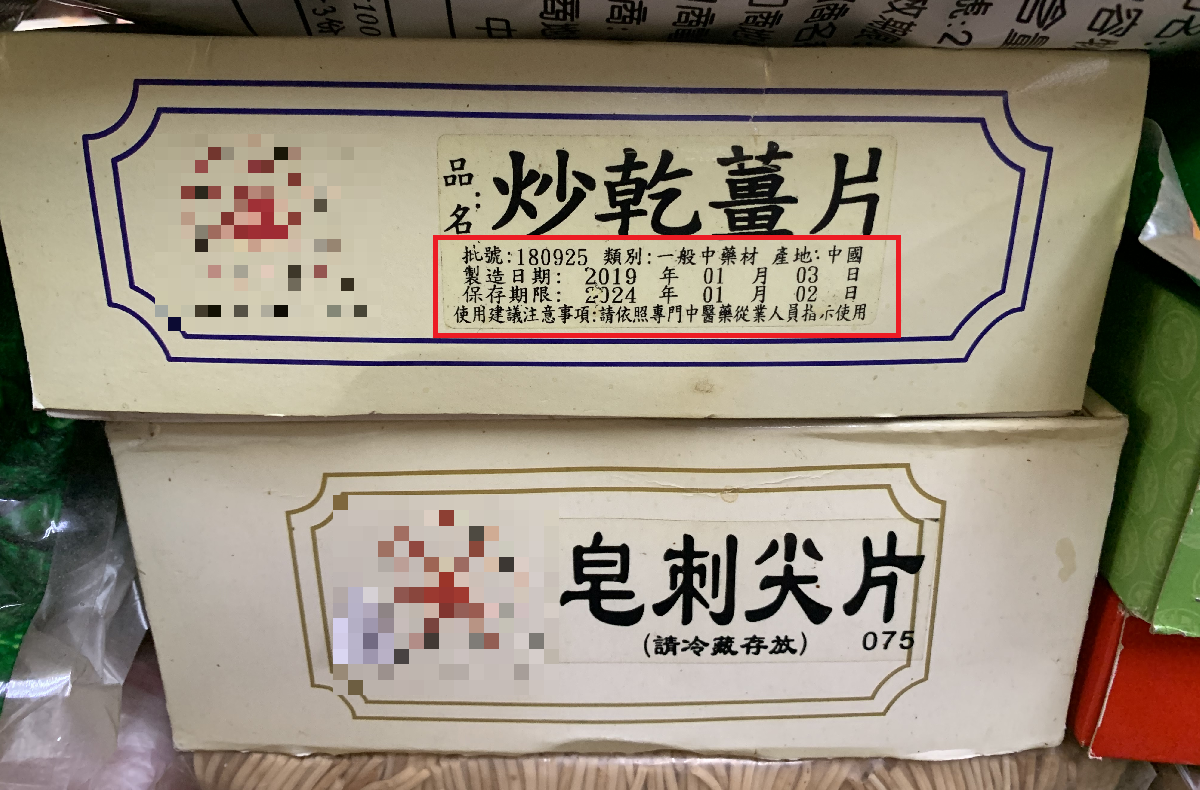 品名:炒乾薑片
批號:180925 類別:一般中藥材 產地:中國
製造日期: 2019 年 01 月 03 日
保存期限: 2024 年 01 月 02 日
使用建議注意事項:請依照專門中醫藥從業人員指示使用
皂刺尖片
(請冷藏存放) 075